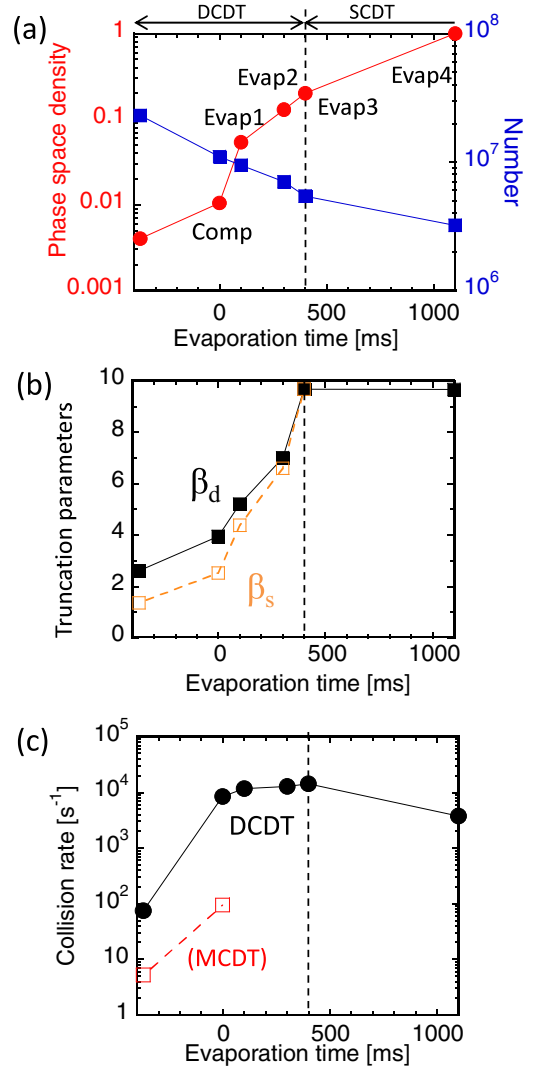 DCDT SCDT
(a)
1
0.1
0.01
0.001
Phase space density
10^8
10^7
10^6
Number
Evap2
Evap1
Evap3
Evap4
Comp
0 500 1000
Evaporation time [ms]
(b)
10
8
6
4
2
0
Truncation parameters
β_d
β_s
0 500 1000
Evaporation time [ms]
(c)
10^5
10^4
10^3
10^2
10
1
Collision rate [s^-1]
DCDT
(MCDT)
0 500 1000
Evaporation time [ms]